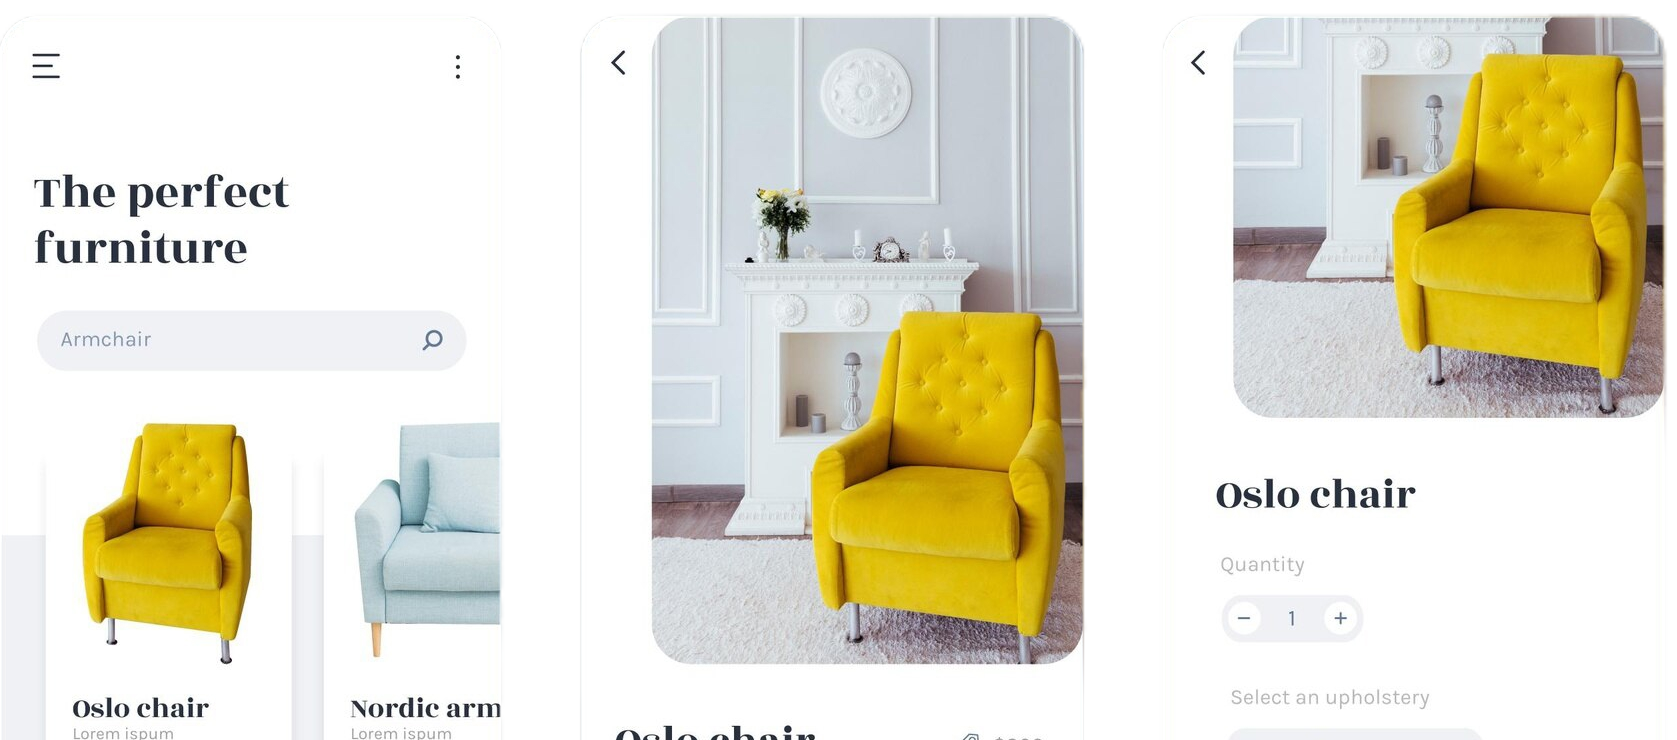 The perfect
furniture
Armchair
Oslo chair
Lorem ispum
Nordic arm
Lorem ispum
Oslo chair
Oslo chair
Quantity
1
Select an upholstery